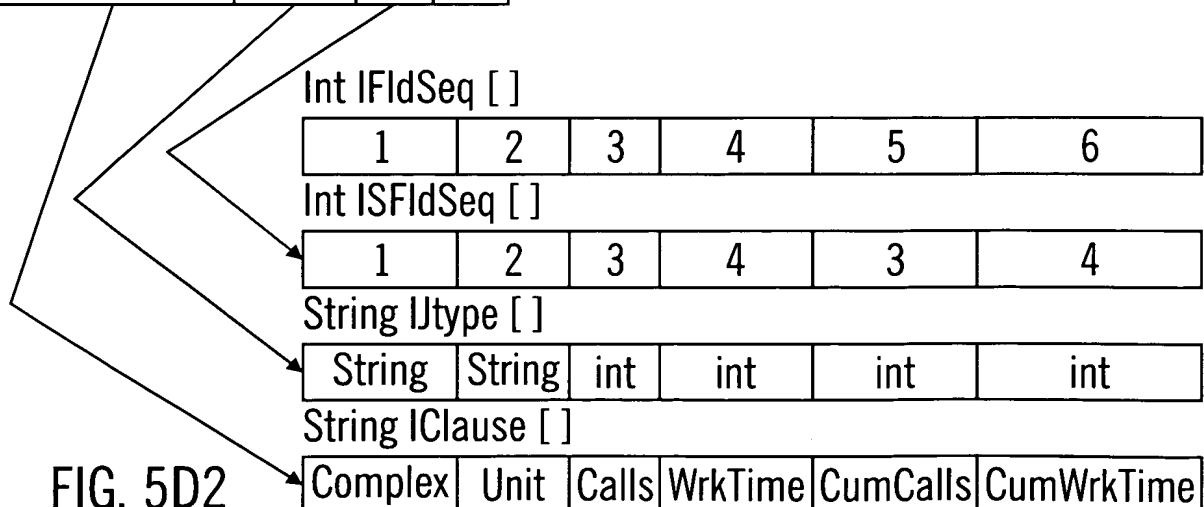 Int IFldSeq [ ]
1 2 3 4 5 6
Int ISFldSeq [ ]
1 2 3 4 3 4
String IJtype [ ]
String String int int int int
String IClause [ ]
Complex Unit Calls WrkTime CumCalls CumWrkTime
FIG. 5D2